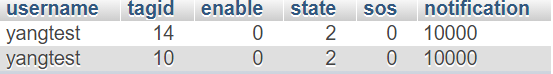 username tagid enable state sos notification
yangtest 14 0 2 0 10000
yangtest 10 0 2 0 10000